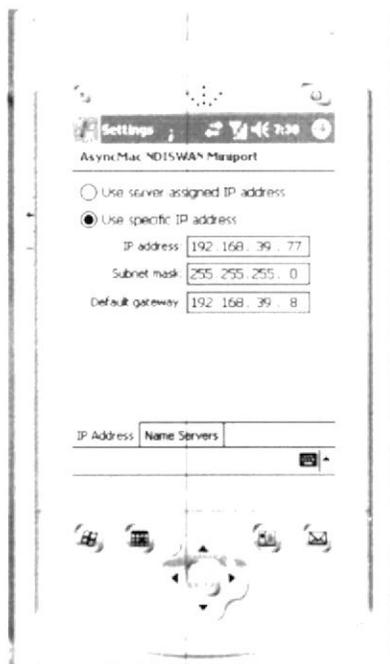 Settings 7:38
AsyncMac NDISWAN Miniport
Use server assigned IP address
Use specific IP address
IP address 192.168.39.77
Subnet mask 255.255.255.0
Default gateway 192.168.39.8
IP Address Name Servers